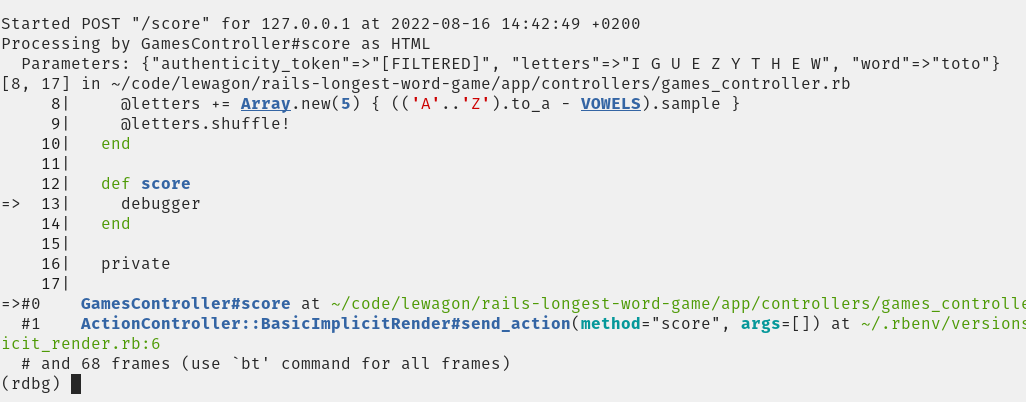 Started POST "/score" for 127.0.0.1 at 2022-08-16 14:42:49 +0200
Processing by GamesController#score as HTML
  Parameters: {"authenticity_token"=>"[FILTERED]", "letters"=>"I G U E Z Y T H E W", "word"=>"toto"}
[8, 17] in ~/code/lewagon/rails-longest-word-game/app/controllers/games_controller.rb
     8|     @letters += Array.new(5) { (('A'..'Z').to_a - VOWELS).sample }
     9|     @letters.shuffle!
    10|   end
    11|
    12|   def score
=>  13|     debugger
    14|   end
    15|
    16|   private
    17|
=>#0    GamesController#score at ~/code/lewagon/rails-longest-word-game/app/controllers/games_controlle
  #1    ActionController::BasicImplicitRender#send_action(method="score", args=[]) at ~/.rbenv/versions
icit_render.rb:6
  # and 68 frames (use `bt' command for all frames)
(rdbg)